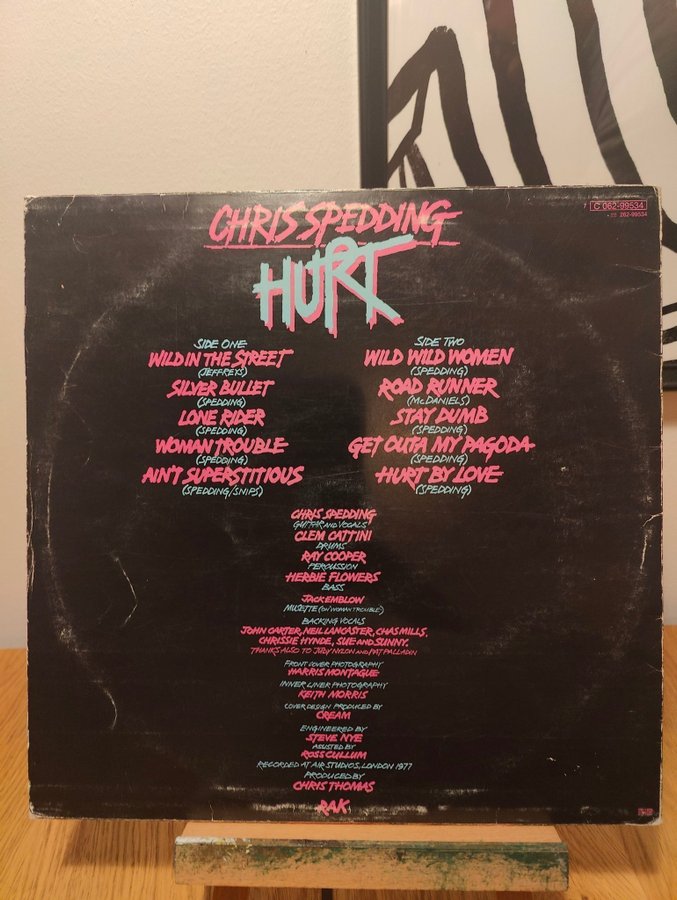 1 C 062-99534
262-99534
CHRIS SPEDDING
HURT
SIDE ONE
WILD IN THE STREET
(JEFFREYS)
SILVER BULLET
(SPEDDING)
LONE RIDER
(SPEDDING)
WOMAN TROUBLE
(SPEDDING)
AIN'T SUPERSTITIOUS
(SPEDDING/SNIPS)
SIDE TWO
WILD WILD WOMEN
(SPEDDING)
ROAD RUNNER
(McDANIELS)
STAY DUMB
(SPEDDING)
GET OUTA MY PAGODA
(SPEDDING)
HURT BY LOVE
(SPEDDING)
CHRIS SPEDDING
GUITAR AND VOCALS
CLEM CATTINI
DRUMS
RAY COOPER
PERCUSSION
HERBIE FLOWERS
BASS
JACK EMBLOW
MUSETTE (ON 'WOMAN TROUBLE')
BACKING VOCALS
JOHN CARTER, NEIL LANCASTER, CHAS MILLS,
CHRISSIE HYNDE, SUE AND SUNNY.
THANKS ALSO TO JUDY NYLON AND PAT PALLADIN
FRONT COVER PHOTOGRAPHY
HARRIS MONTAGUE
INNER LINER PHOTOGRAPHY
KEITH MORRIS
COVER DESIGN PRODUCED BY
CREAM
ENGINEERED BY
STEVE NYE
ASSISTED BY
ROSS CULLUM
RECORDED AT AIR STUDIOS, LONDON 1977
PRODUCED BY
CHRIS THOMAS
RAK